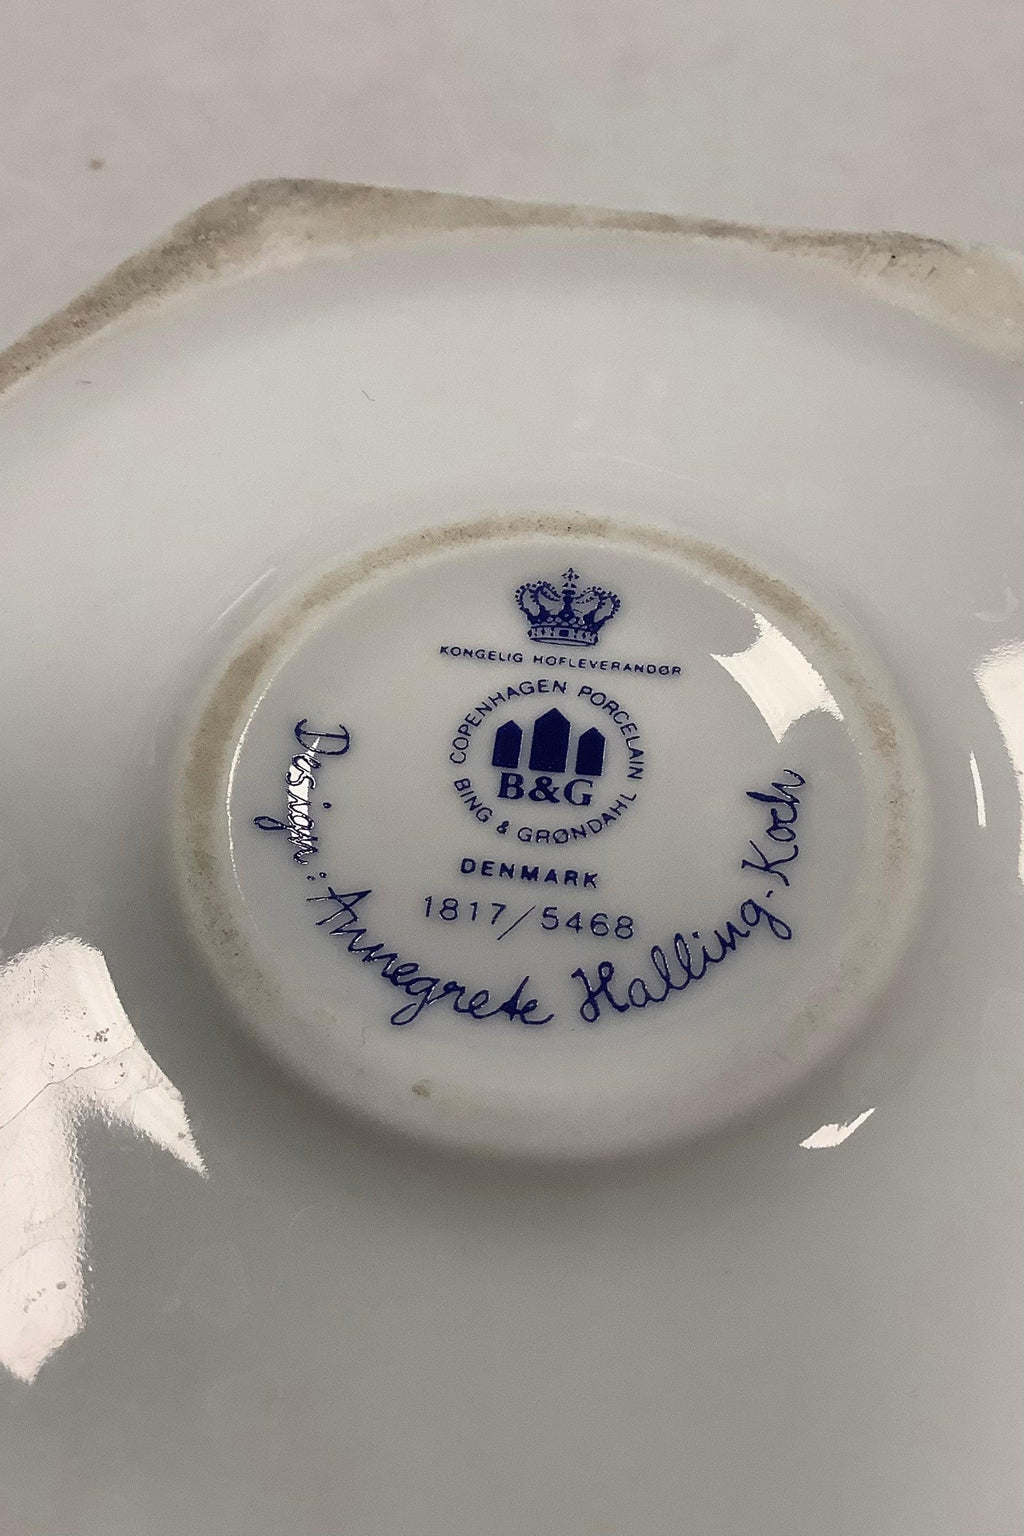 KONGELIG HOFLEVERANDØR
COPENHAGEN PORCELAIN
B&G
BING & GRØNDAHL
DENMARK
1817/5468
Design: Annegrete Halling-Koch